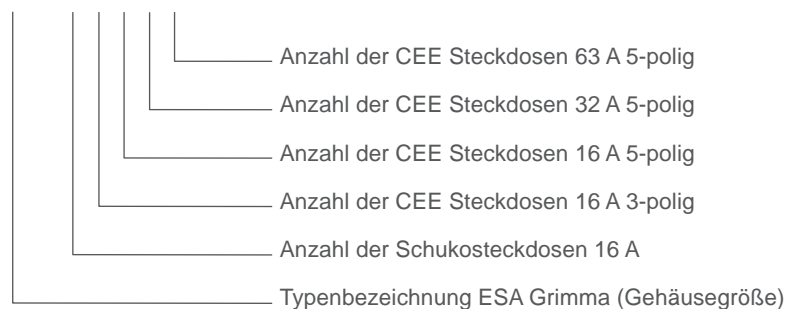 Anzahl der CEE Steckdosen 63 A 5-polig
Anzahl der CEE Steckdosen 32 A 5-polig
Anzahl der CEE Steckdosen 16 A 5-polig
Anzahl der CEE Steckdosen 16 A 3-polig
Anzahl der Schukosteckdosen 16 A
Typenbezeichnung ESA Grimma (Gehäusegröße)